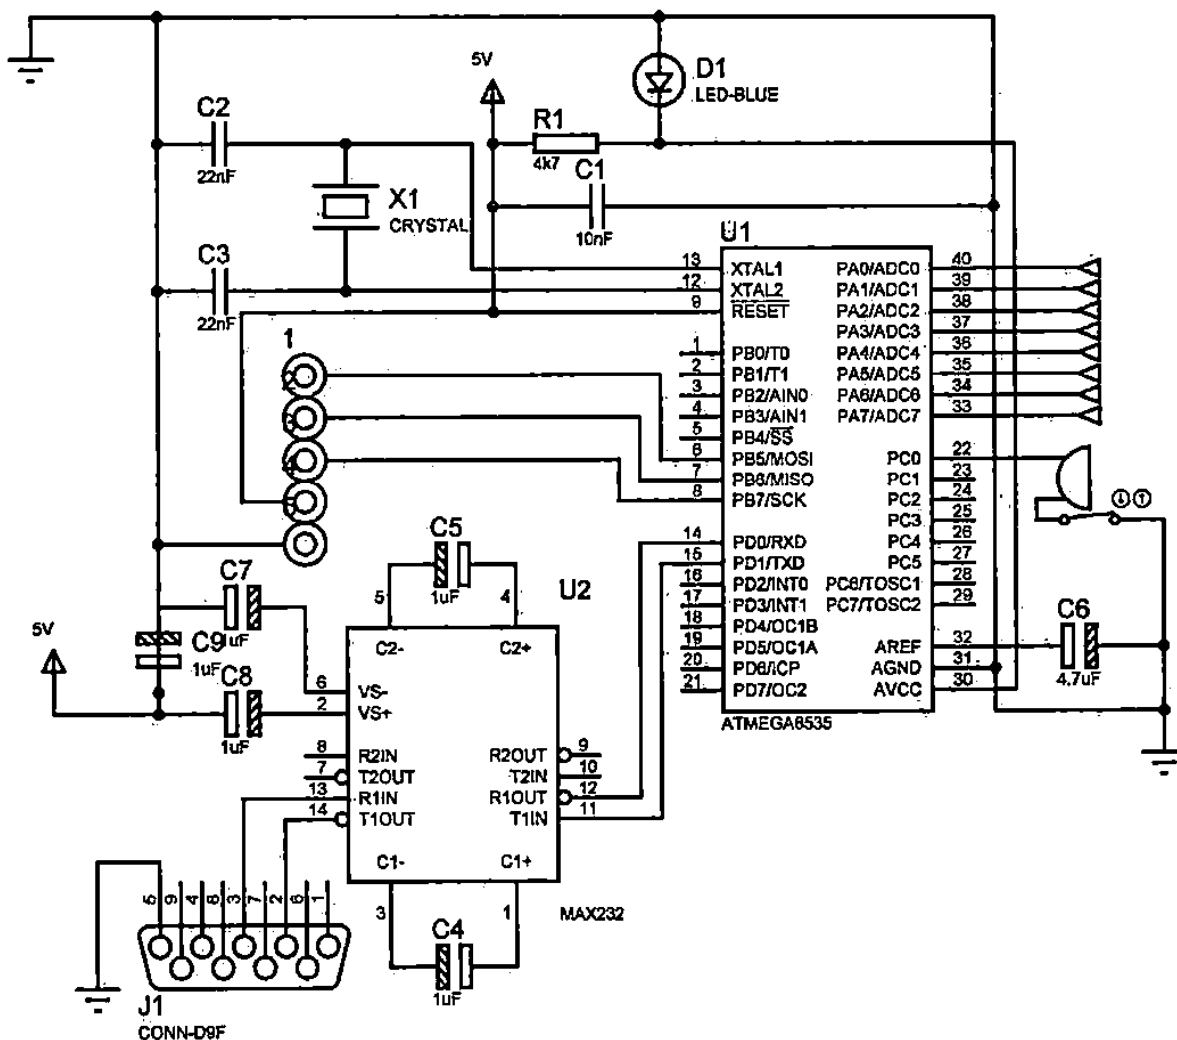 5V
D1
LED-BLUE
C2
22nF
R1
4k7
C1
10nF
X1
CRYSTAL
C3
22nF
U1
13 XTAL1
12 XTAL2
9 RESET
1 PB0/T0
2 PB1/T1
3 PB2/AIN0
4 PB3/AIN1
5 PB4/SS
6 PB5/MOSI
7 PB6/MISO
8 PB7/SCK
14 PD0/RXD
15 PD1/TXD
16 PD2/INT0
17 PD3/INT1
18 PD4/OC1B
19 PD5/OC1A
20 PD6/ICP
21 PD7/OC2
PA0/ADC0 40
PA1/ADC1 39
PA2/ADC2 38
PA3/ADC3 37
PA4/ADC4 36
PA5/ADC5 35
PA6/ADC6 34
PA7/ADC7 33
PC0 22
PC1 23
PC2 24
PC3 25
PC4 26
PC5 27
PC6/TOSC1 28
PC7/TOSC2 29
AREF 32
AGND 31
AVCC 30
ATMEGA8535
1
2
3
4
C6
4.7uF
C5
1uF
5
4
U2
C7
1uF
C9
1uF
5V
C8
1uF
C2-
C2+
6 VS-
2 VS+
8 R2IN
7 T2OUT
13 R1IN
14 T1OUT
R2OUT 9
T2IN 10
R1OUT 12
T1IN 11
C1-
C1+
3
1
MAX232
C4
1uF
5 9 4 8 3 7 2 6 1
J1
CONN-D9F